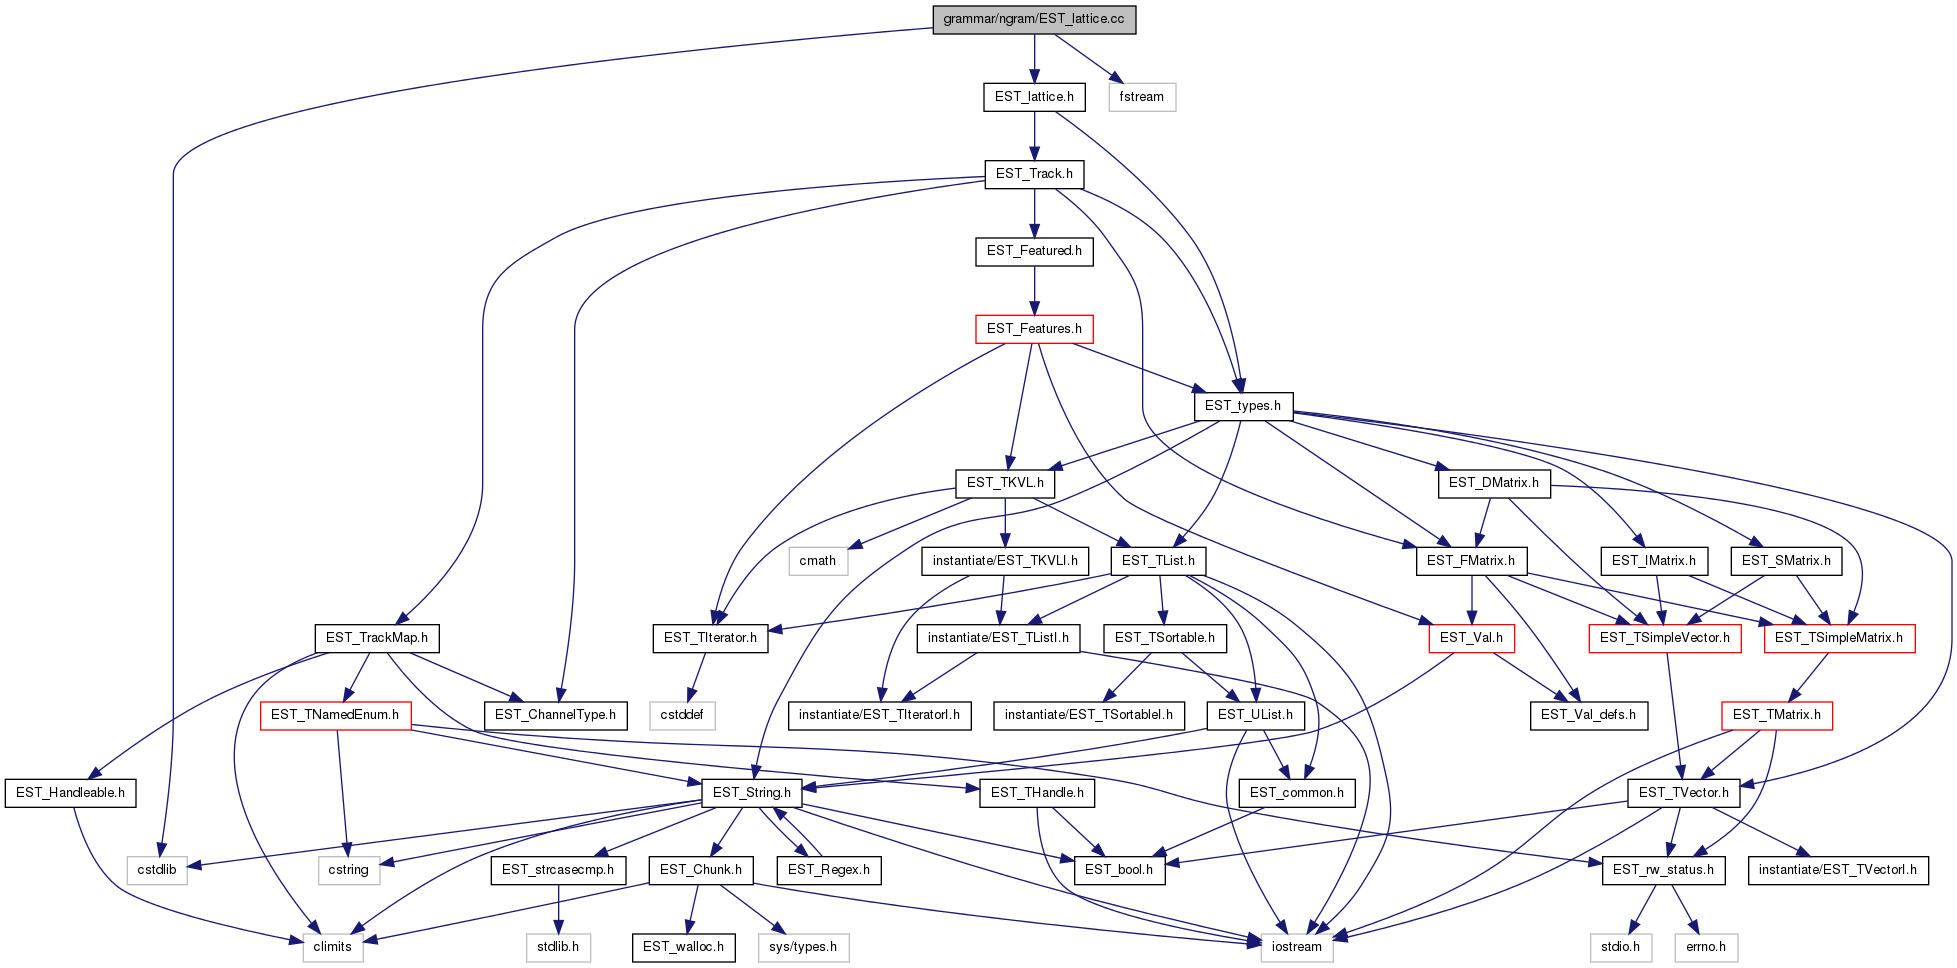 grammar/ngram/EST_lattice.cc
EST_lattice.h
fstream
EST_Track.h
EST_Featured.h
EST_Features.h
EST_types.h
EST_TKVL.h
EST_DMatrix.h
cmath
instantiate/EST_TKVLI.h
EST_TList.h
EST_FMatrix.h
EST_IMatrix.h
EST_SMatrix.h
EST_TrackMap.h
EST_TIterator.h
instantiate/EST_TListI.h
EST_TSortable.h
EST_Val.h
EST_TSimpleVector.h
EST_TSimpleMatrix.h
EST_TNamedEnum.h
EST_ChannelType.h
cstddef
instantiate/EST_TIteratorI.h
instantiate/EST_TSortableI.h
EST_UList.h
EST_Val_defs.h
EST_TMatrix.h
EST_Handleable.h
EST_String.h
EST_THandle.h
EST_common.h
EST_TVector.h
cstdlib
cstring
EST_strcasecmp.h
EST_Chunk.h
EST_Regex.h
EST_bool.h
EST_rw_status.h
instantiate/EST_TVectorI.h
climits
stdlib.h
EST_walloc.h
sys/types.h
iostream
stdio.h
errno.h